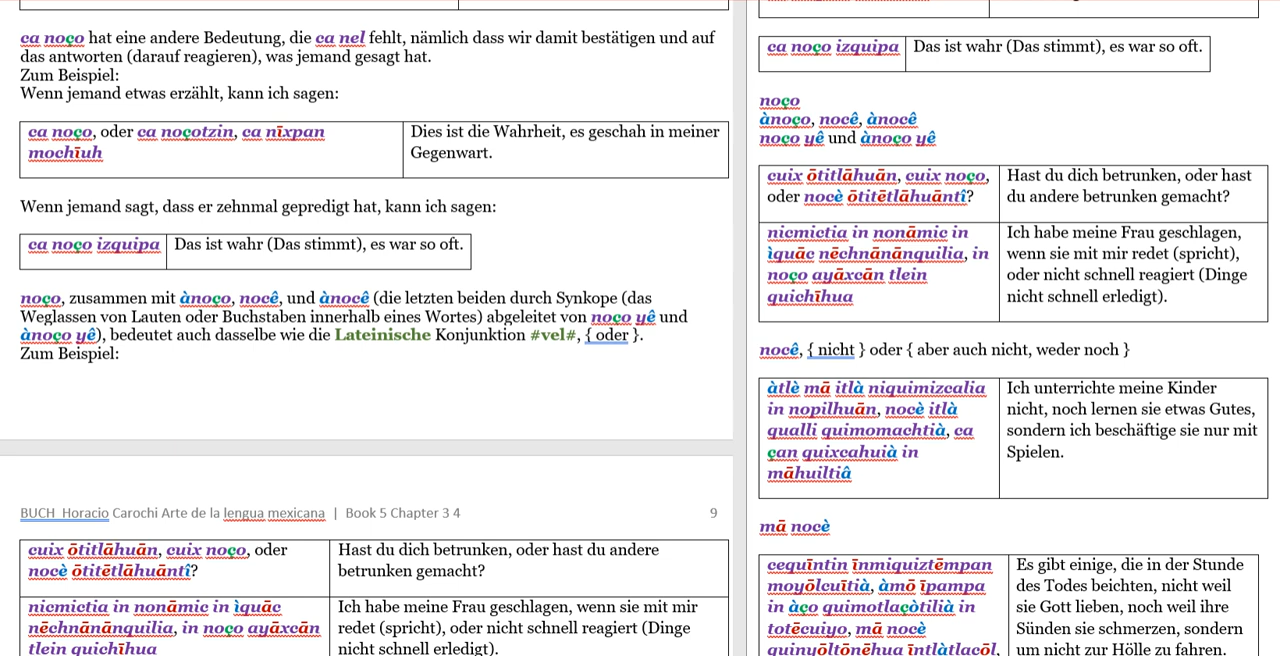 ca noço hat eine andere Bedeutung, die ca nel fehlt, nämlich dass wir damit bestätigen und auf
das antworten (darauf reagieren), was jemand gesagt hat.
Zum Beispiel:
Wenn jemand etwas erzählt, kann ich sagen:
ca noço, oder ca noçotzin, ca nīxpan
mochīuh
Dies ist die Wahrheit, es geschah in meiner
Gegenwart.
Wenn jemand sagt, dass er zehnmal gepredigt hat, kann ich sagen:
ca noço izquipa
Das ist wahr (Das stimmt), es war so oft.
noço, zusammen mit ànoço, nocê, und ànocê (die letzten beiden durch Synkope (das
Weglassen von Lauten oder Buchstaben innerhalb eines Wortes) abgeleitet von noço yê und
ànoço yê), bedeutet auch dasselbe wie die Lateinische Konjunktion #vel#, { oder }.
Zum Beispiel:
BUCH Horacio Carochi Arte de la lengua mexicana | Book 5 Chapter 3 4
9
cuix ōtitlāhuān, cuix noço, oder
nocè ōtitētlāhuāntî?
Hast du dich betrunken, oder hast du andere
betrunken gemacht?
nicmictia in nonāmic in ìquāc
nēchnānānquilia, in noço ayāxcān
tlein quichīhua
Ich habe meine Frau geschlagen, wenn sie mit mir
redet (spricht), oder nicht schnell reagiert (Dinge
nicht schnell erledigt).
ca noço izquipa
Das ist wahr (Das stimmt), es war so oft.
noço
ànoço, nocê, ànocê
noço yê und ànoço yê
cuix ōtitlāhuān, cuix noço,
oder nocè ōtitētlāhuāntî?
Hast du dich betrunken, oder hast
du andere betrunken gemacht?
nicmictia in nonāmic in
ìquāc nēchnānānquilia, in
noço ayāxcān tlein
quichīhua
Ich habe meine Frau geschlagen,
wenn sie mit mir redet (spricht),
oder nicht schnell reagiert (Dinge
nicht schnell erledigt).
nocê, { nicht } oder { aber auch nicht, weder noch }
àtlè mā itlà niquimizcalia
in nopilhuān, nocè itlà
qualli quimomachtià, ca
çan quixcahuià in
māhuiltiâ
Ich unterrichte meine Kinder
nicht, noch lernen sie etwas Gutes,
sondern ich beschäftige sie nur mit
Spielen.
mā nocè
cequīntin īnmiquiztēmpan
moyōlcuītià, àmō īpampa
in àço quimotlaçòtilià in
totēcuiyo, mā nocè
quinyōltōnēhua īntlàtlacōl,
Es gibt einige, die in der Stunde
des Todes beichten, nicht weil
sie Gott lieben, noch weil ihre
Sünden sie schmerzen, sondern
um nicht zur Hölle zu fahren.